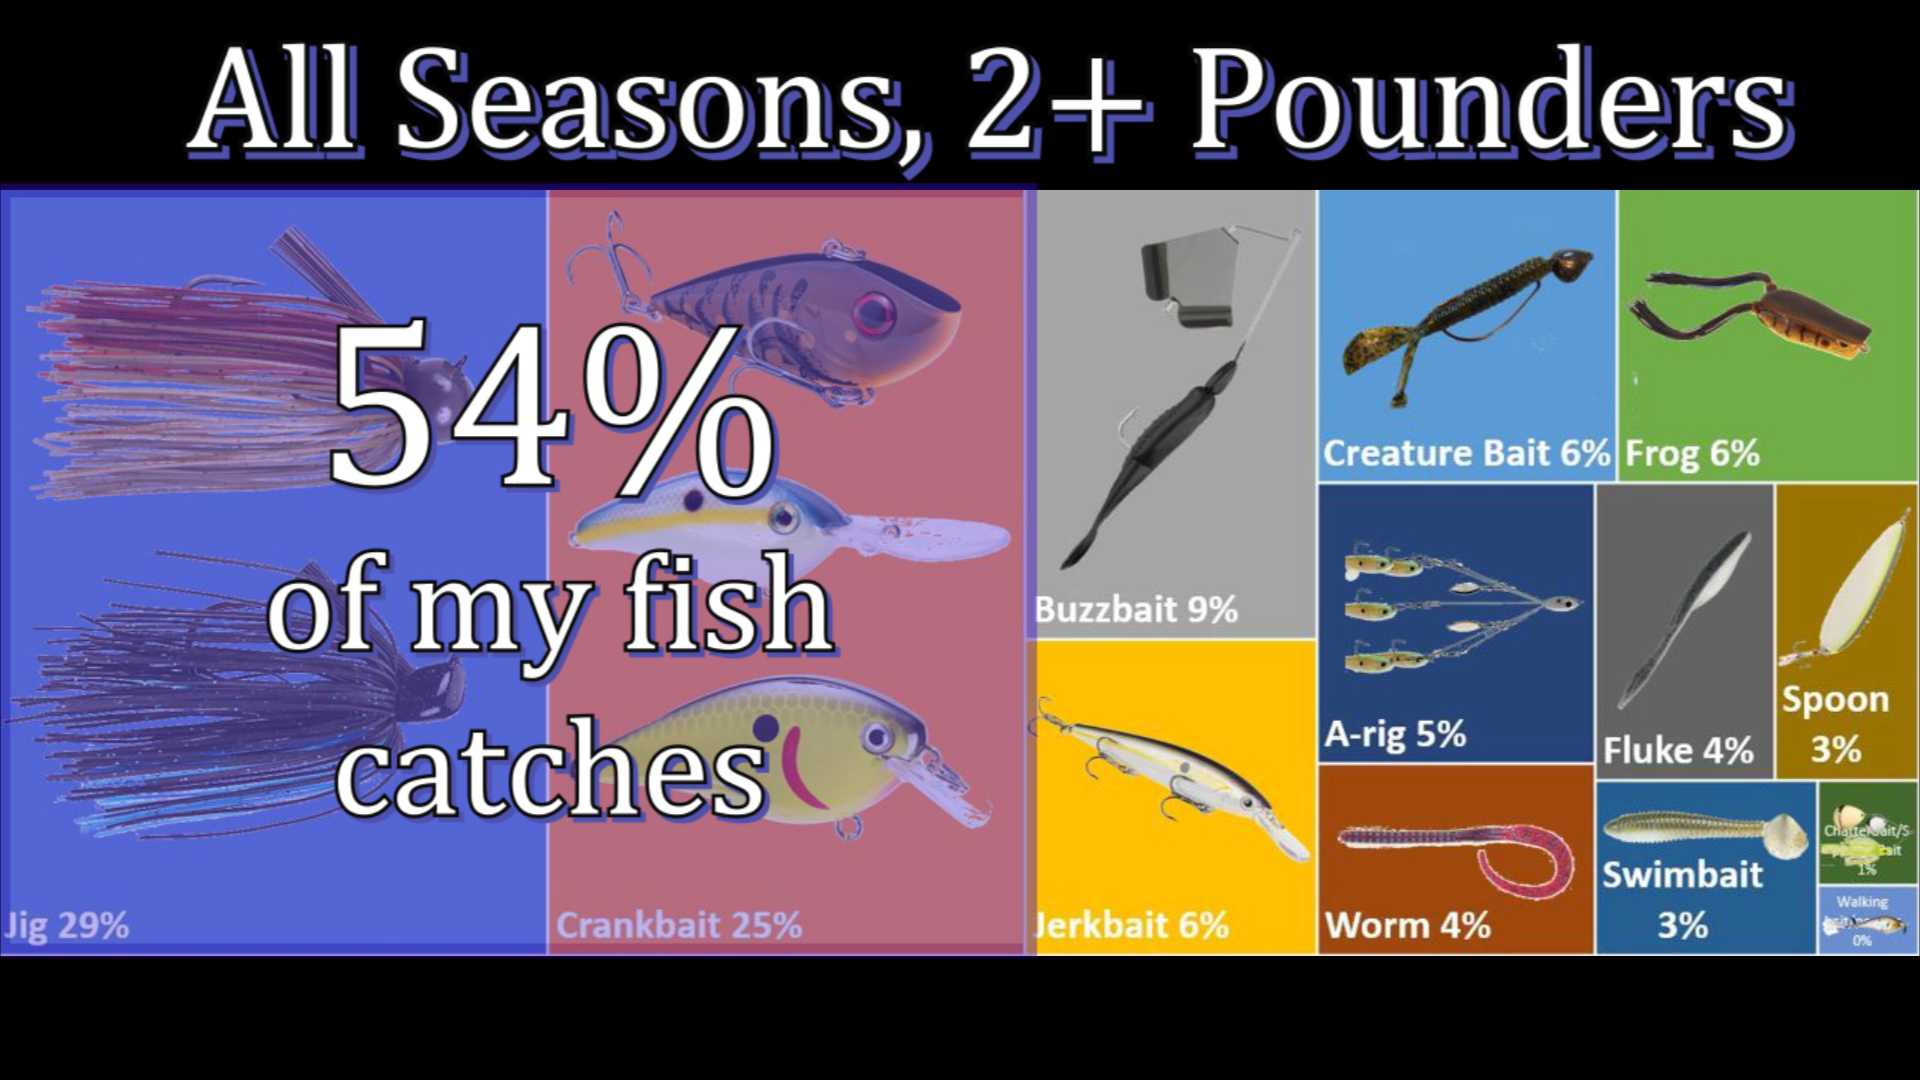 All Seasons, 2+ Pounders
54%
of my fish
catches
Jig 29%
Crankbait 25%
Buzzbait 9%
Jerkbait 6%
Creature Bait 6%
Frog 6%
A-rig 5%
Fluke 4%
Spoon
3%
Worm 4%
Swimbait
3%
1%
Walking
0%